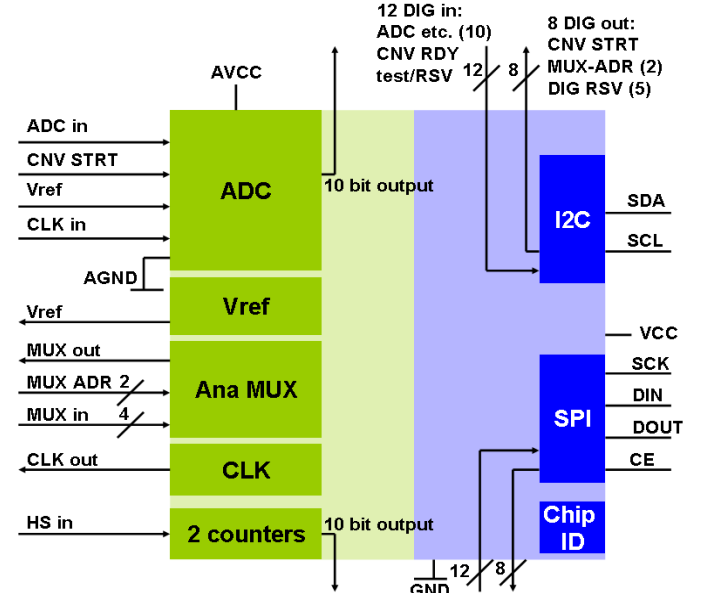 12 DIG in:
ADC etc. (10)
CNV RDY
test/RSV
12
8
8 DIG out:
CNV STRT
MUX-ADR (2)
DIG RSV (5)
AVCC
ADC in
CNV STRT
Vref
CLK in
AGND
ADC
10 bit output
I2C
SDA
SCL
Vref
Vref
VCC
MUX out
MUX ADR 2
MUX in 4
Ana MUX
SPI
SCK
DIN
DOUT
CE
CLK out
CLK
HS in
2 counters
10 bit output
Chip
ID
GND
12
8